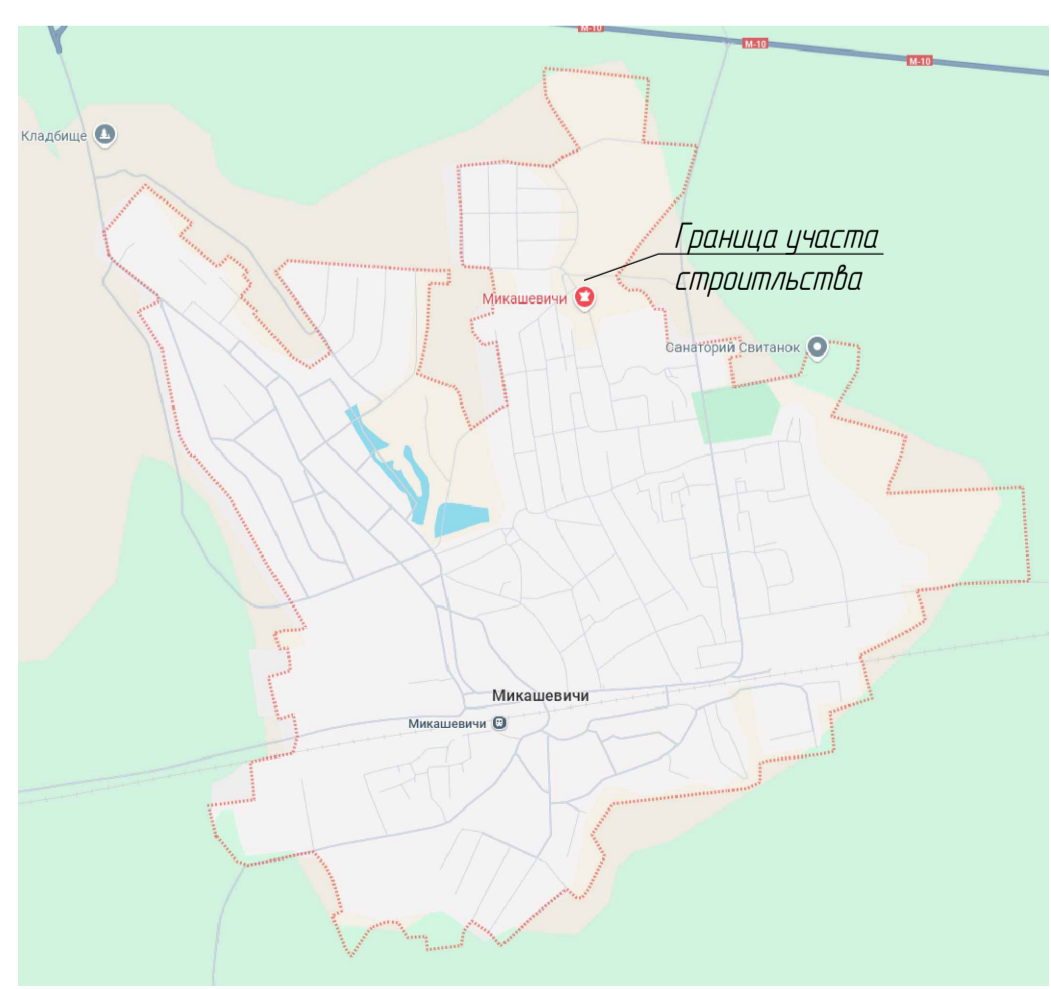 М-10
М-10
М-10
Кладбище
Граница участа
строитльства
Микашевичи
Санаторий Свитанок
Микашевичи
Микашевичи